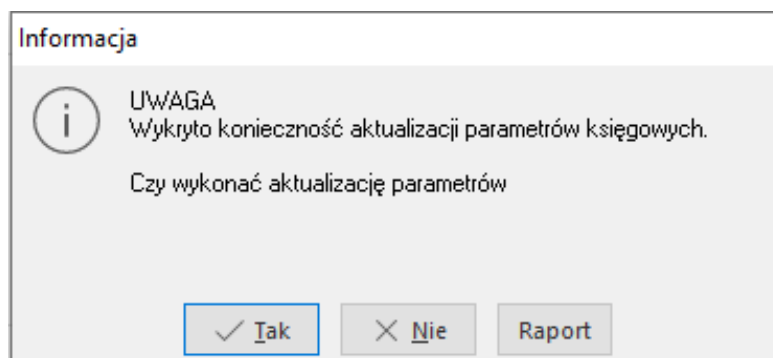 Informacja
UWAGA
Wykryto konieczność aktualizacji parametrów księgowych.
Czy wykonać aktualizację parametrów
Tak
Nie
Raport